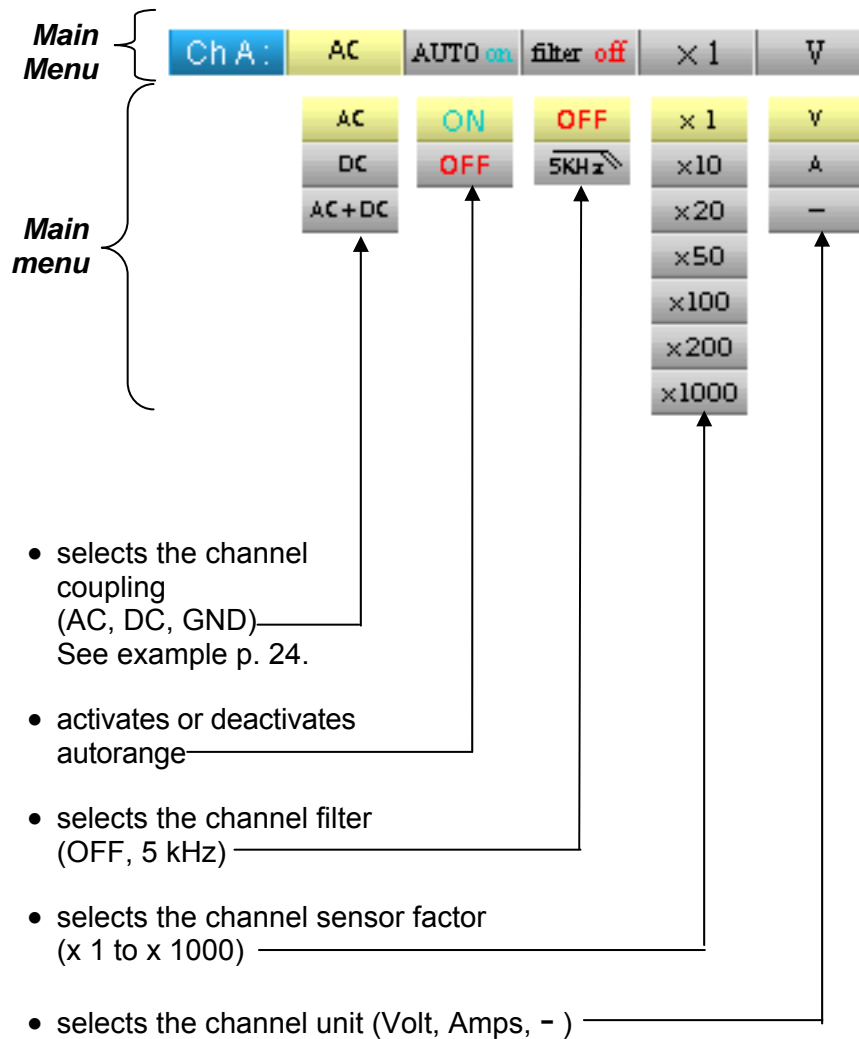 Main
Menu
Ch A : AC AUTO on filter off × 1 V
Main
menu
AC ON OFF × 1 V
DC OFF 5KHz ×10 A
AC+DC ×20 –
×50
×100
×200
×1000
• selects the channel
coupling
(AC, DC, GND)
See example p. 24.
• activates or deactivates
autorange
• selects the channel filter
(OFF, 5 kHz)
• selects the channel sensor factor
(x 1 to x 1000)
• selects the channel unit (Volt, Amps, - )